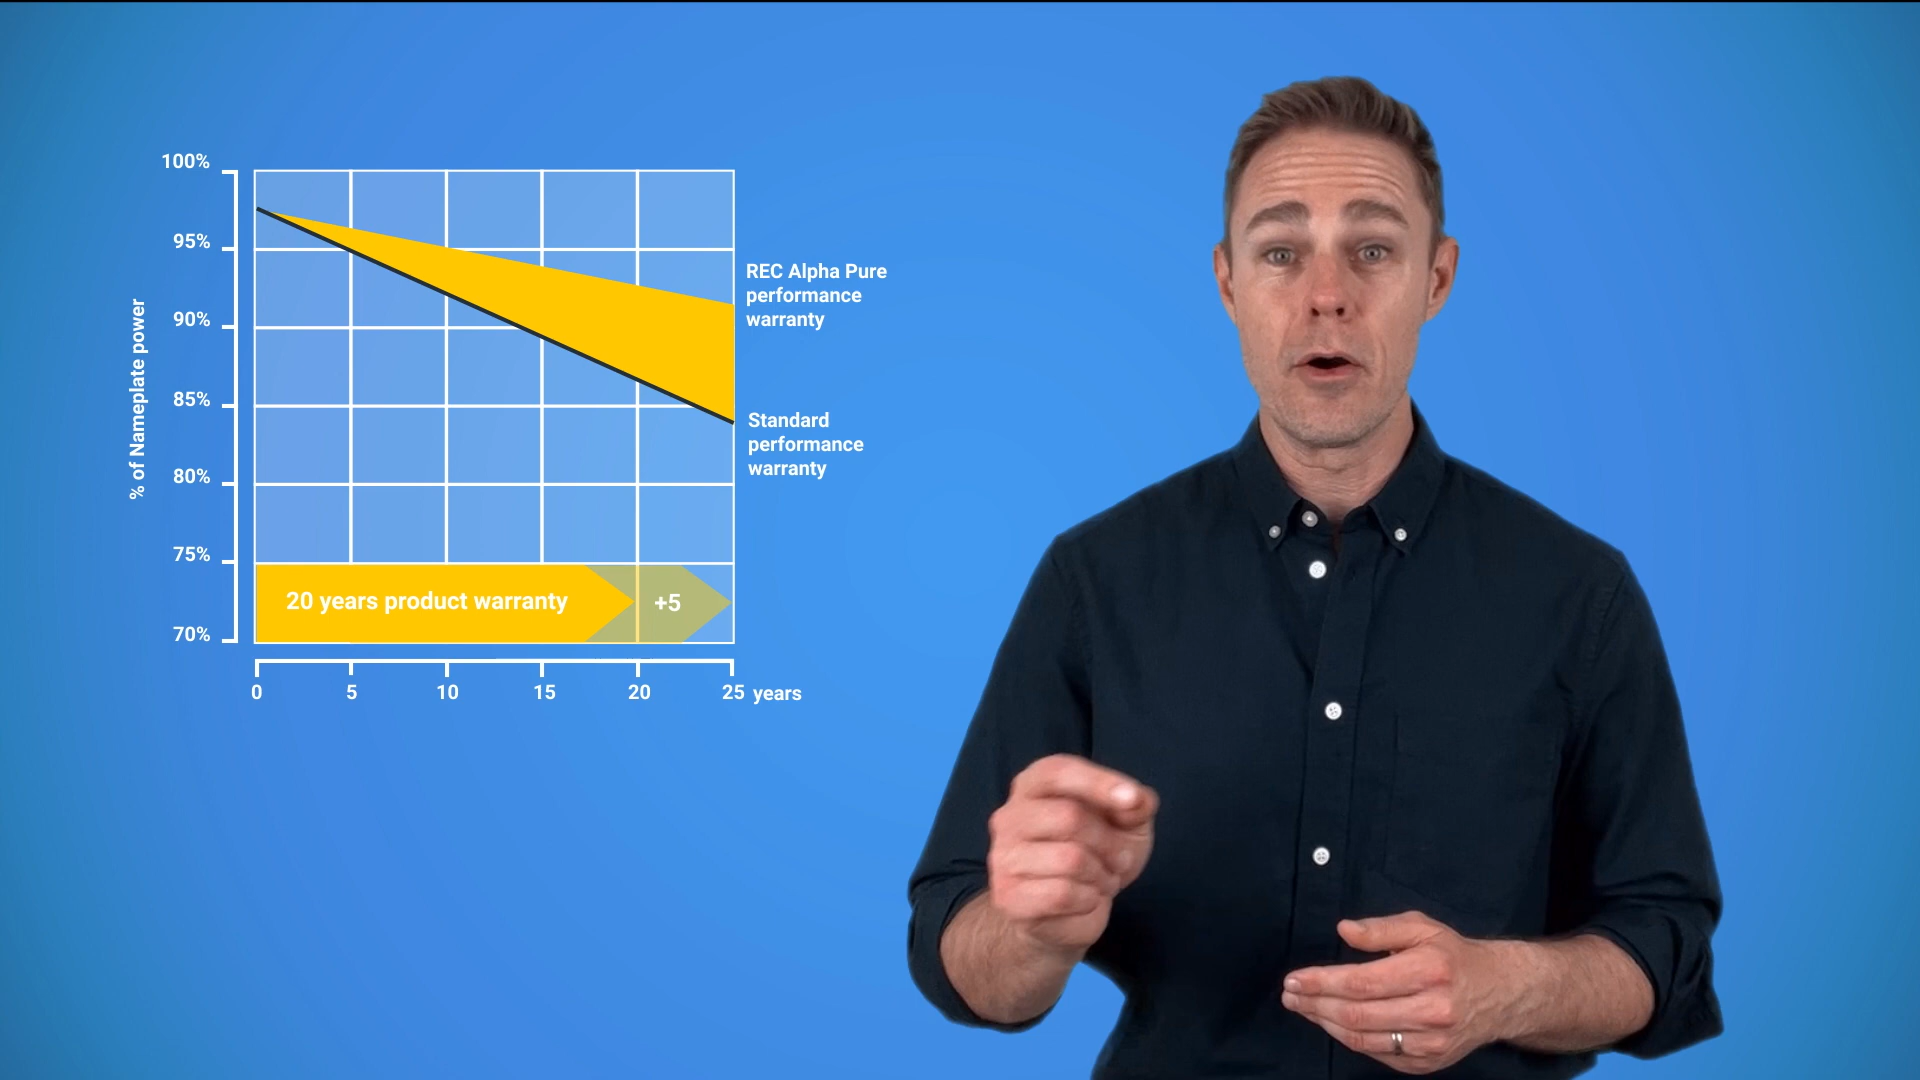 100%
95%
90%
85%
80%
75%
70%
% of Nameplate power
REC Alpha Pure
performance
warranty
Standard
performance
warranty
20 years product warranty
+5
0 5 10 15 20 25 years